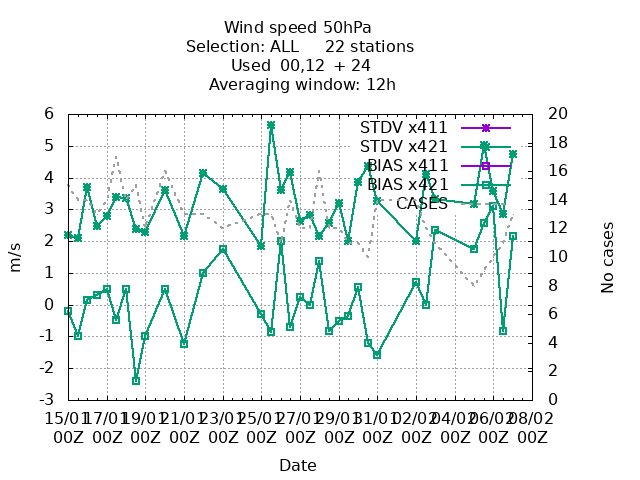 Wind speed 50hPa
Selection: ALL 22 stations
Used 00,12 + 24
Averaging window: 12h
6
5
4
3
2
1
0
-1
-2
-3
m/s
20
18
16
14
12
10
8
6
4
2
0
No cases
STDV x411
STDV x421
BIAS x411
BIAS x421
CASES
15/01 17/01 19/01 21/01 23/01 25/01 27/01 29/01 31/01 02/02 04/02 06/02 08/02
00Z 00Z 00Z 00Z 00Z 00Z 00Z 00Z 00Z 00Z 00Z 00Z 00Z
Date